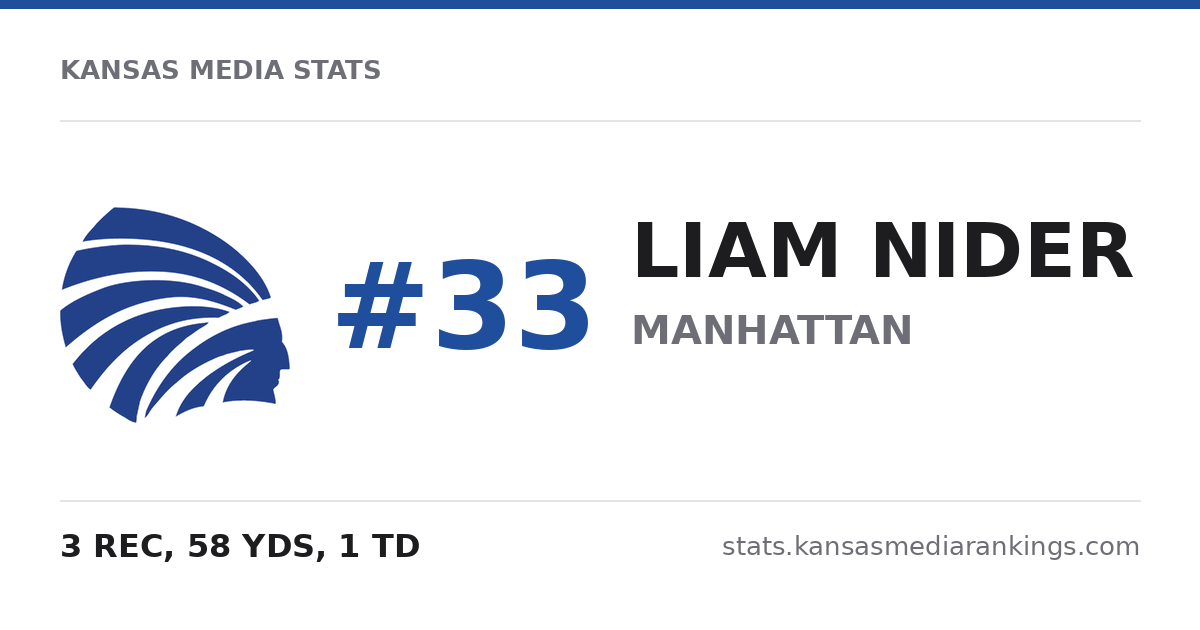 KANSAS MEDIA STATS
#33
LIAM NIDER
MANHATTAN
3 REC, 58 YDS, 1 TD
stats.kansasmediarankings.com